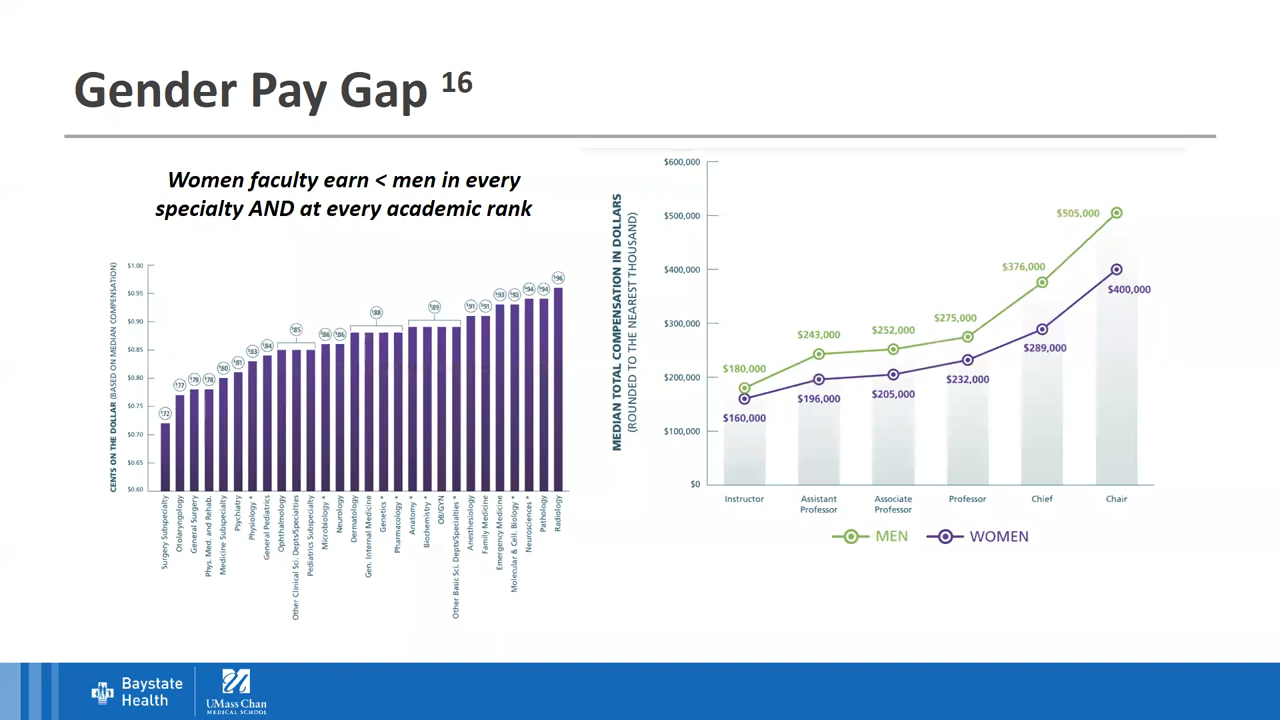 Gender Pay Gap 16
Women faculty earn < men in every
specialty AND at every academic rank
CENTS ON THE DOLLAR (BASED ON MEDIAN COMPENSATION)
$1.00
$0.95
$0.90
$0.85
$0.80
$0.75
$0.70
$0.65
$0.60
$72
$77
$78
$78
$80
$81
$83
$84
$85
$86
$86
$88
$89
$91
$91
$93
$93
$94
$94
$96
Surgery Subspecialty
Otolaryngology
General Surgery
Phys. Med. and Rehab.
Medicine Subspecialty
Psychiatry
Physiology *
General Pediatrics
Ophthalmology
Other Clinical Sci. Depts/Specialties
Pediatrics Subspecialty
Microbiology *
Neurology
Dermatology
Gen. Internal Medicine
Genetics *
Pharmacology *
Anatomy *
Biochemistry *
OB/GYN
Other Basic Sci. Depts/Specialties *
Anesthesiology
Family Medicine
Emergency Medicine
Molecular & Cell. Biology *
Neurosciences *
Pathology
Radiology
MEDIAN TOTAL COMPENSATION IN DOLLARS
(ROUNDED TO THE NEAREST THOUSAND)
$600,000
$500,000
$400,000
$300,000
$200,000
$100,000
$0
$180,000
$243,000
$252,000
$275,000
$376,000
$505,000
$160,000
$196,000
$205,000
$232,000
$289,000
$400,000
Instructor
Assistant
Professor
Associate
Professor
Professor
Chief
Chair
MEN
WOMEN
Baystate
Health
UMass Chan
MEDICAL SCHOOL